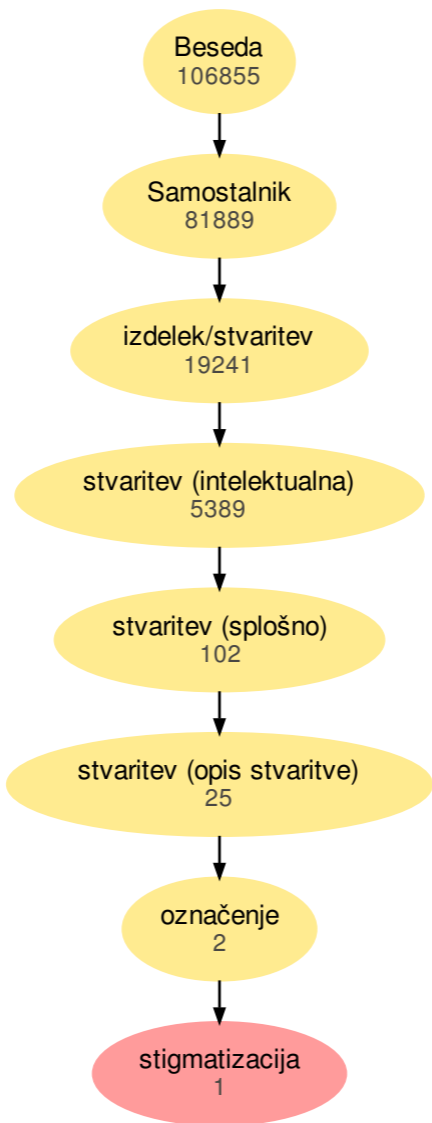 Beseda
106855
Samostalnik
81889
izdelek/stvaritev
19241
stvaritev (intelektualna)
5389
stvaritev (splošno)
102
stvaritev (opis stvaritve)
25
označenje
2
stigmatizacija
1